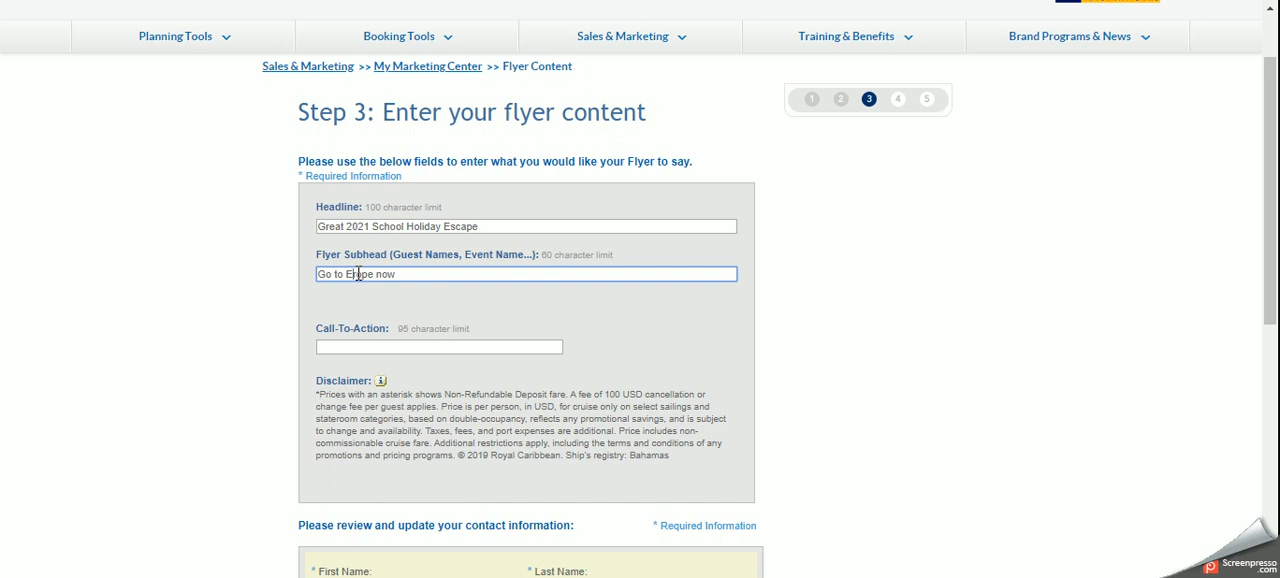 Planning Tools Booking Tools Sales & Marketing Training & Benefits Brand Programs & News
Sales & Marketing >> My Marketing Center >> Flyer Content
Step 3: Enter your flyer content
1 2 3 4 5
Please use the below fields to enter what you would like your Flyer to say.
* Required Information
Headline: 100 character limit
Great 2021 School Holiday Escape
Flyer Subhead (Guest Names, Event Name...): 60 character limit
Go to Erope now
Call-To-Action: 95 character limit
Disclaimer:
*Prices with an asterisk shows Non-Refundable Deposit fare. A fee of 100 USD cancellation or
change fee per guest applies. Price is per person, in USD, for cruise only on select sailings and
stateroom categories, based on double-occupancy, reflects any promotional savings, and is subject
to change and availability. Taxes, fees, and port expenses are additional. Price includes non-
commissionable cruise fare. Additional restrictions apply, including the terms and conditions of any
promotions and pricing programs. © 2019 Royal Caribbean. Ship's registry: Bahamas
Please review and update your contact information: * Required Information
* First Name: * Last Name:
Screenpresso
.com